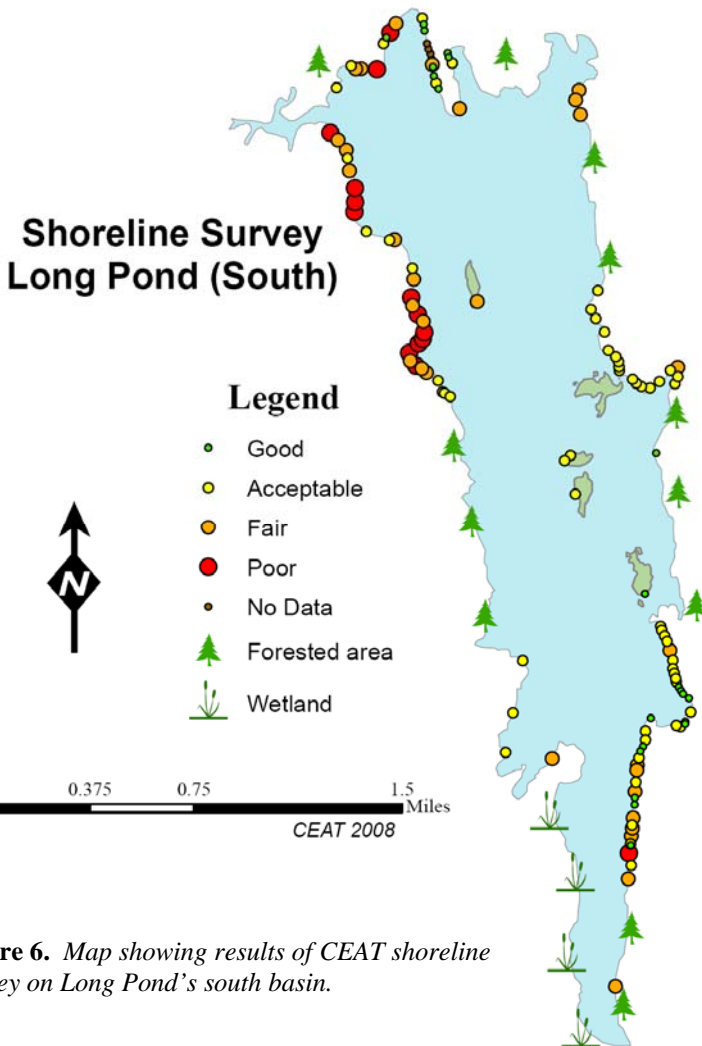 Shoreline Survey
Long Pond (South)
Legend
Good
Acceptable
Fair
Poor
No Data
Forested area
Wetland
N
0.375 0.75 1.5
Miles
CEAT 2008
re 6. Map showing results of CEAT shoreline
ey on Long Pond's south basin.